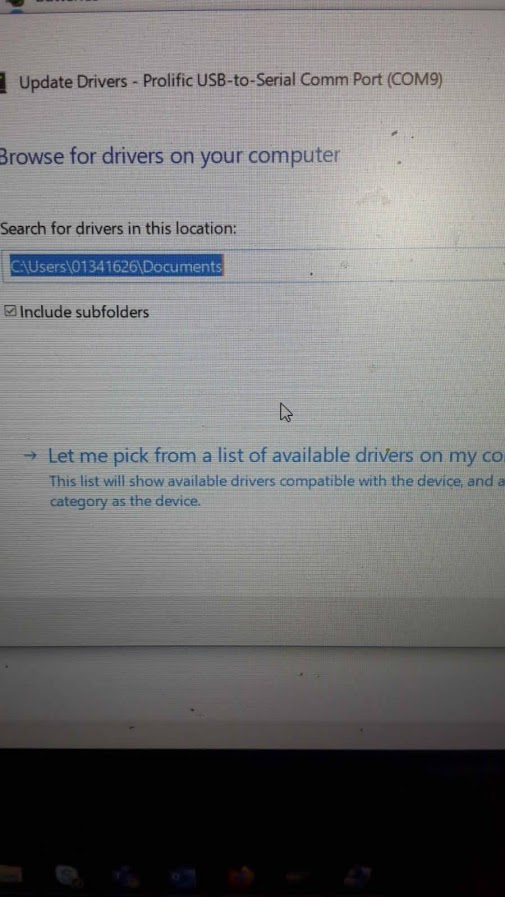 Update Drivers - Prolific USB-to-Serial Comm Port (COM9)
Browse for drivers on your computer
Search for drivers in this location:
C:\Users\01341626\Documents
Include subfolders
→ Let me pick from a list of available drivers on my co
This list will show available drivers compatible with the device, and a
category as the device.